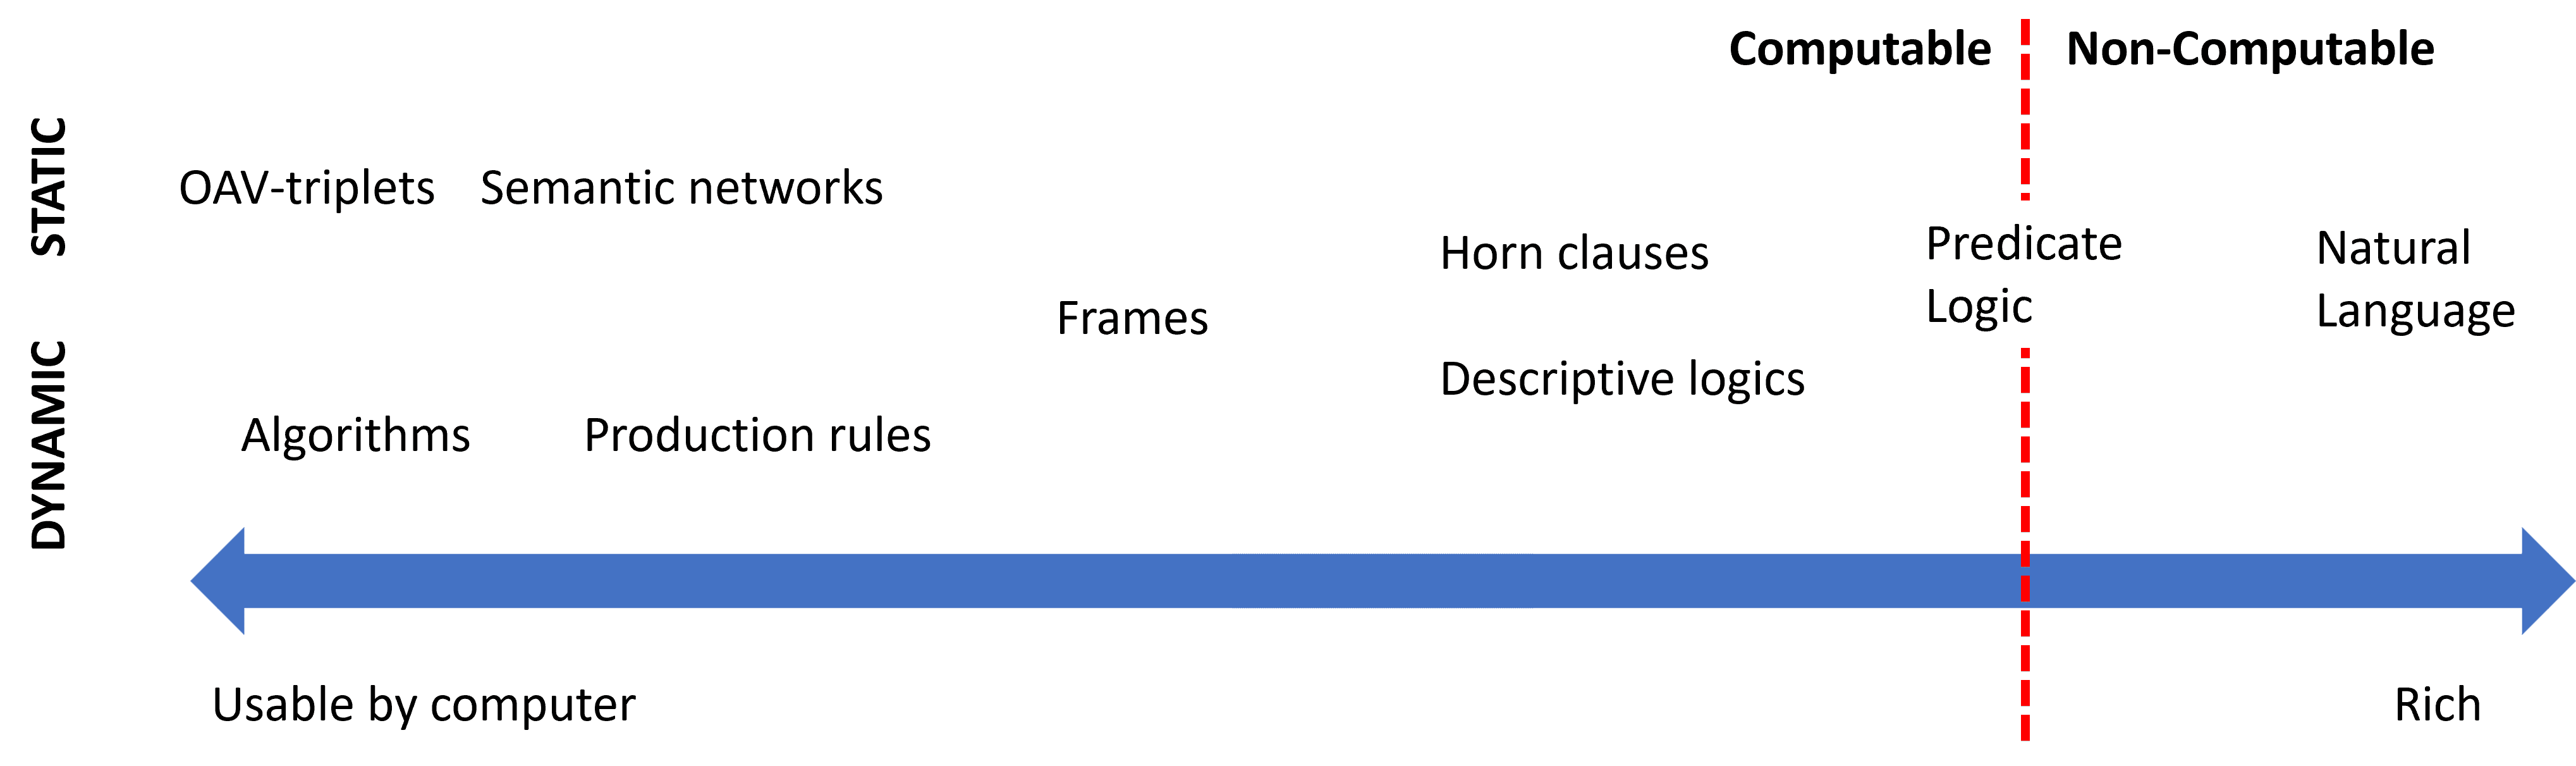 Computable
Non-Computable
STATIC
OAV-triplets
Semantic networks
Horn clauses
Predicate
Logic
Natural
Language
Frames
DYNAMIC
Descriptive logics
Algorithms
Production rules
Usable by computer
Rich